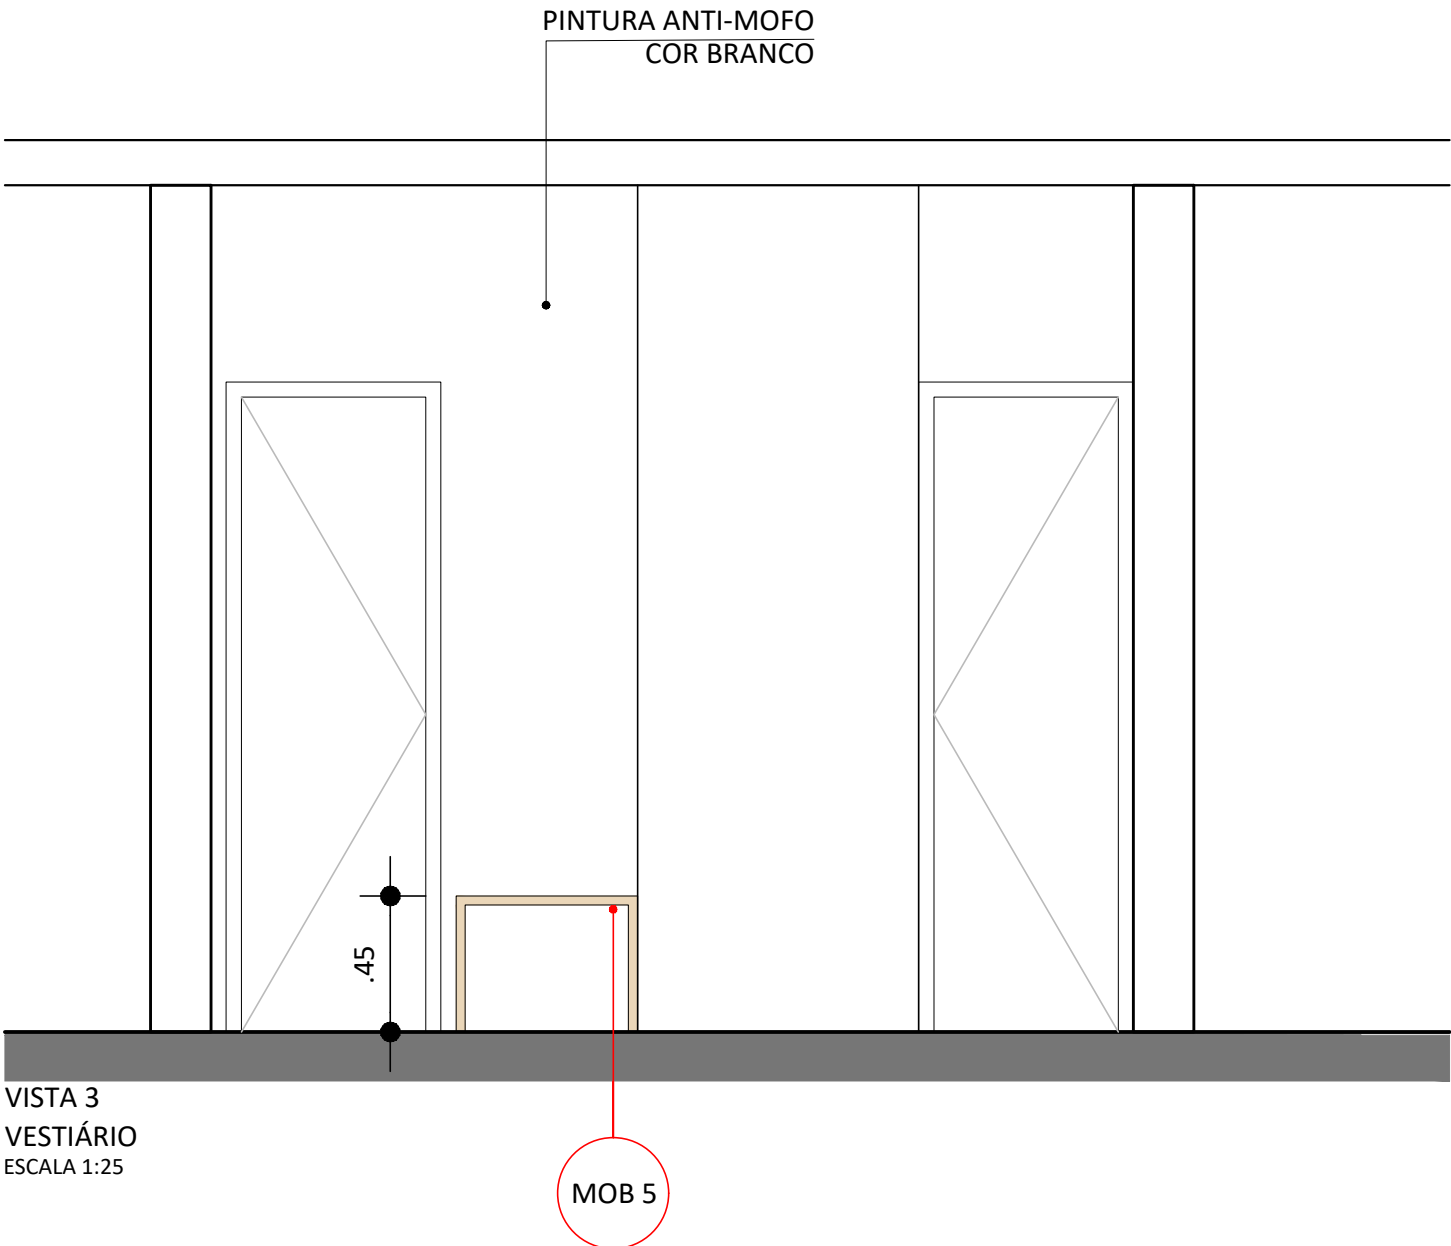 PINTURA ANTI-MOFO
COR BRANCO
.45
VISTA 3
VESTIÁRIO
ESCALA 1:25
MOB 5